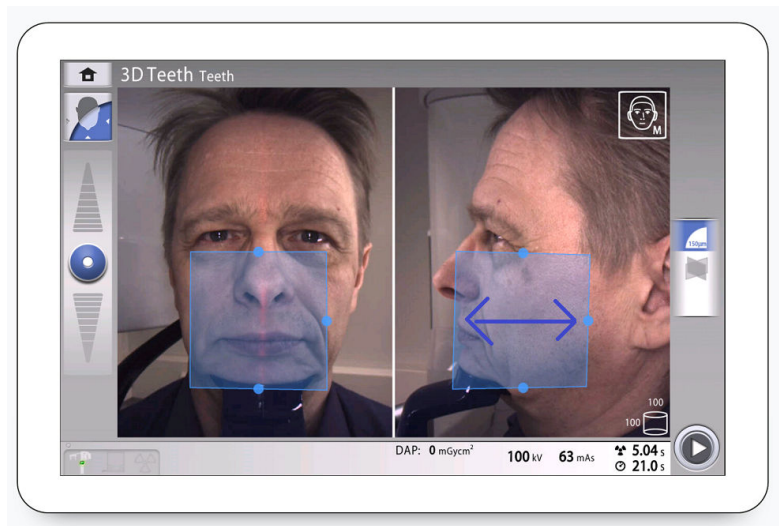 3D Teeth Teeth
M
150µm
100
100
DAP: 0 mGycm²
100 kV
63 mAs
5.04 s
21.0 s